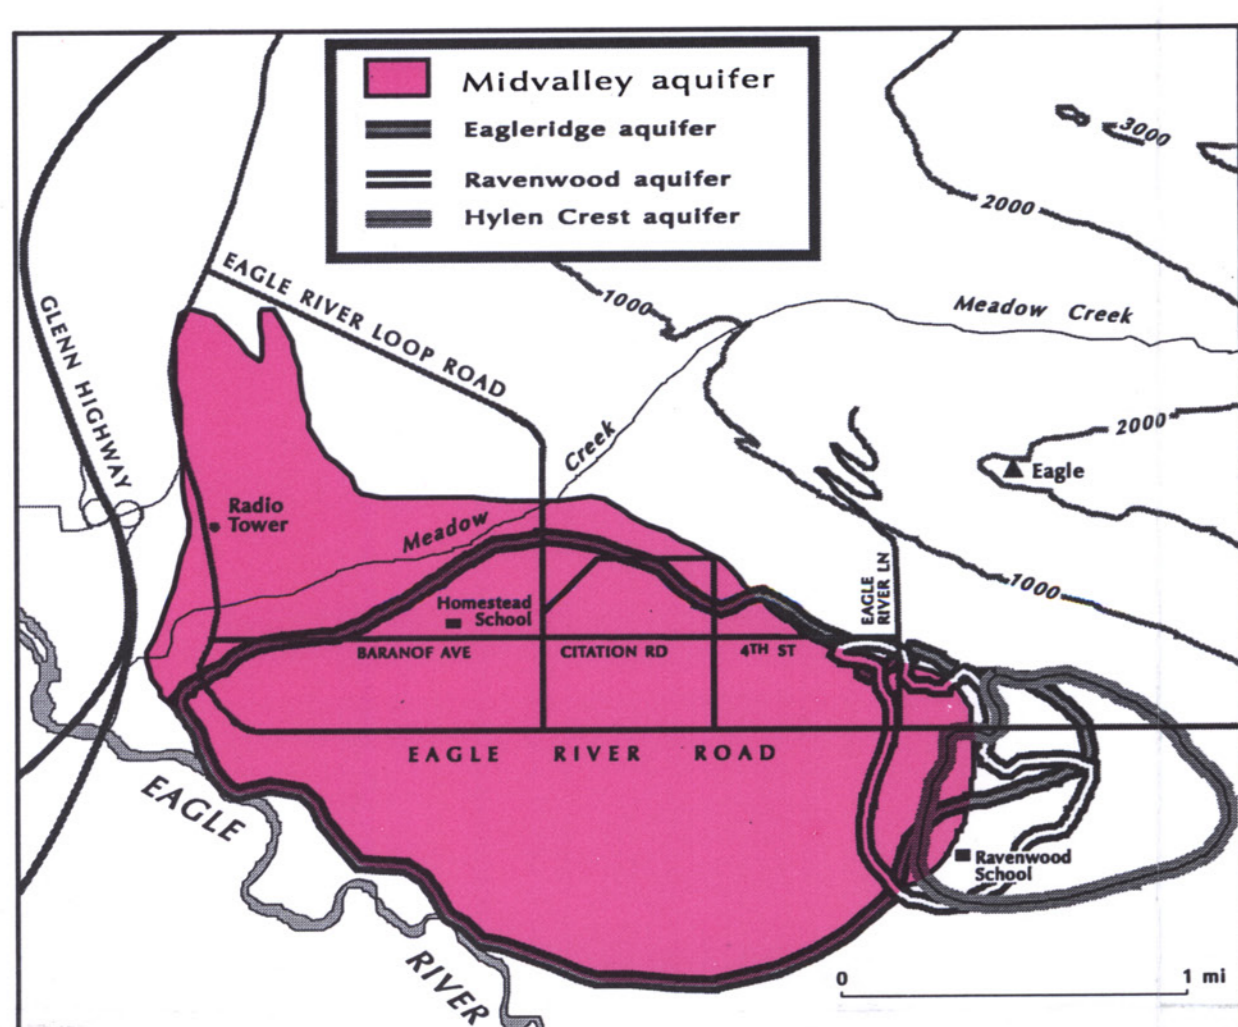 Midvalley aquifer
Eagleridge aquifer
Ravenwood aquifer
Hylen Crest aquifer
3000
2000
EAGLE RIVER LOOP ROAD
1000
Meadow Creek
GLENN HIGHWAY
2000
Creek
Eagle
Radio
Tower
Meadow
EAGLE
RIVER LN
1000
Homestead
School
BARANOF AVE
CITATION RD
4TH ST
EAGLE RIVER ROAD
EAGLE
Ravenwood
School
RIVER
0
1 mi